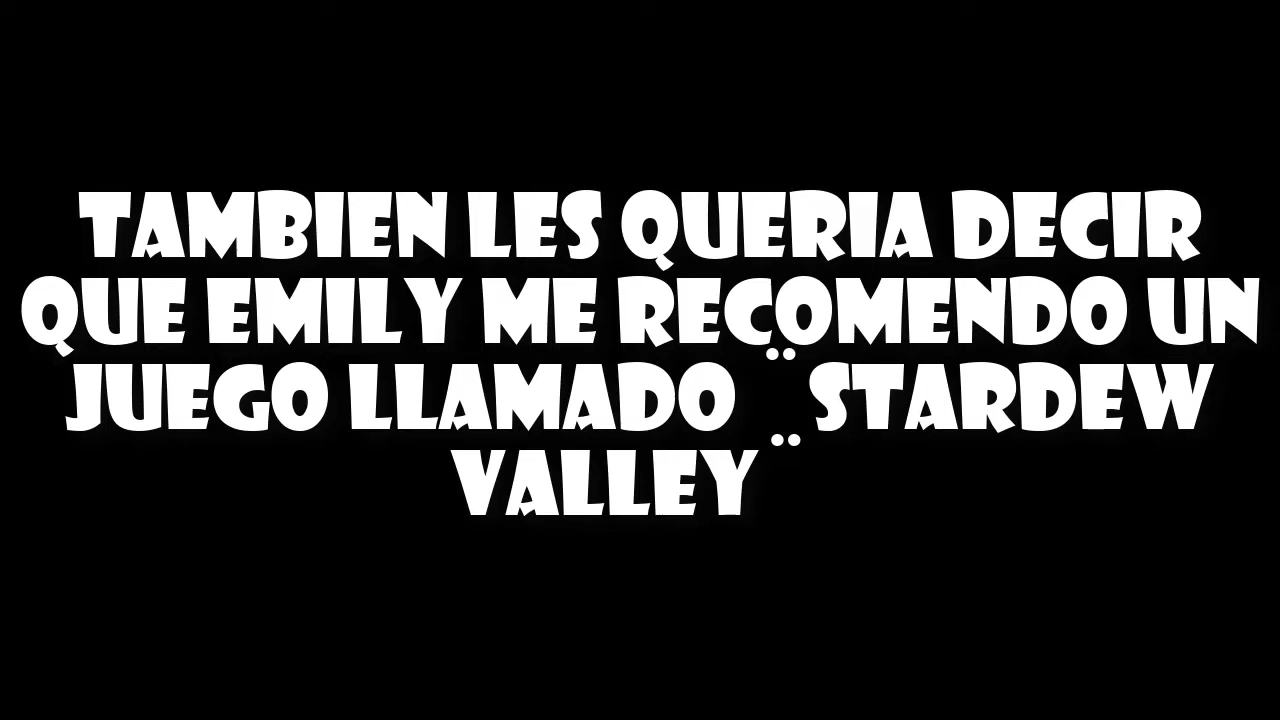 TAMBIEN LES QUERIA DECIR
QUE EMILY ME RECOMENDO UN
JUEGO LLAMADO ¨STARDEW
VALLEY¨